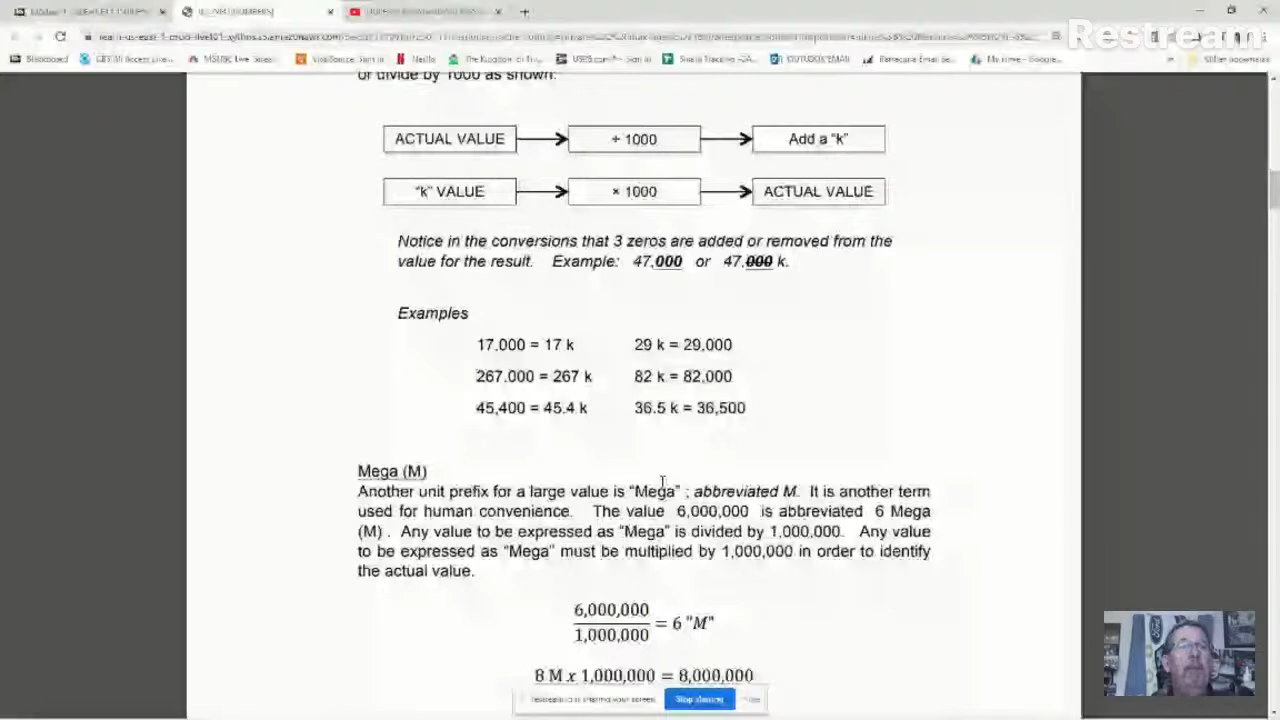 Restream
or divide by 1000 as shown:
ACTUAL VALUE ÷ 1000 Add a "k"
"k" VALUE × 1000 ACTUAL VALUE
Notice in the conversions that 3 zeros are added or removed from the
value for the result. Example: 47,000 or 47,000 k.
Examples
17,000 = 17 k 29 k = 29,000
267,000 = 267 k 82 k = 82,000
45,400 = 45.4 k 36.5 k = 36,500
Mega (M)
Another unit prefix for a large value is "Mega" ; abbreviated M. It is another term
used for human convenience. The value 6,000,000 is abbreviated 6 Mega
(M) . Any value to be expressed as "Mega" is divided by 1,000,000. Any value
to be expressed as "Mega" must be multiplied by 1,000,000 in order to identify
the actual value.
6,000,000
1,000,000 = 6 "M"
8 M x 1,000,000 = 8,000,000
Stop sharing